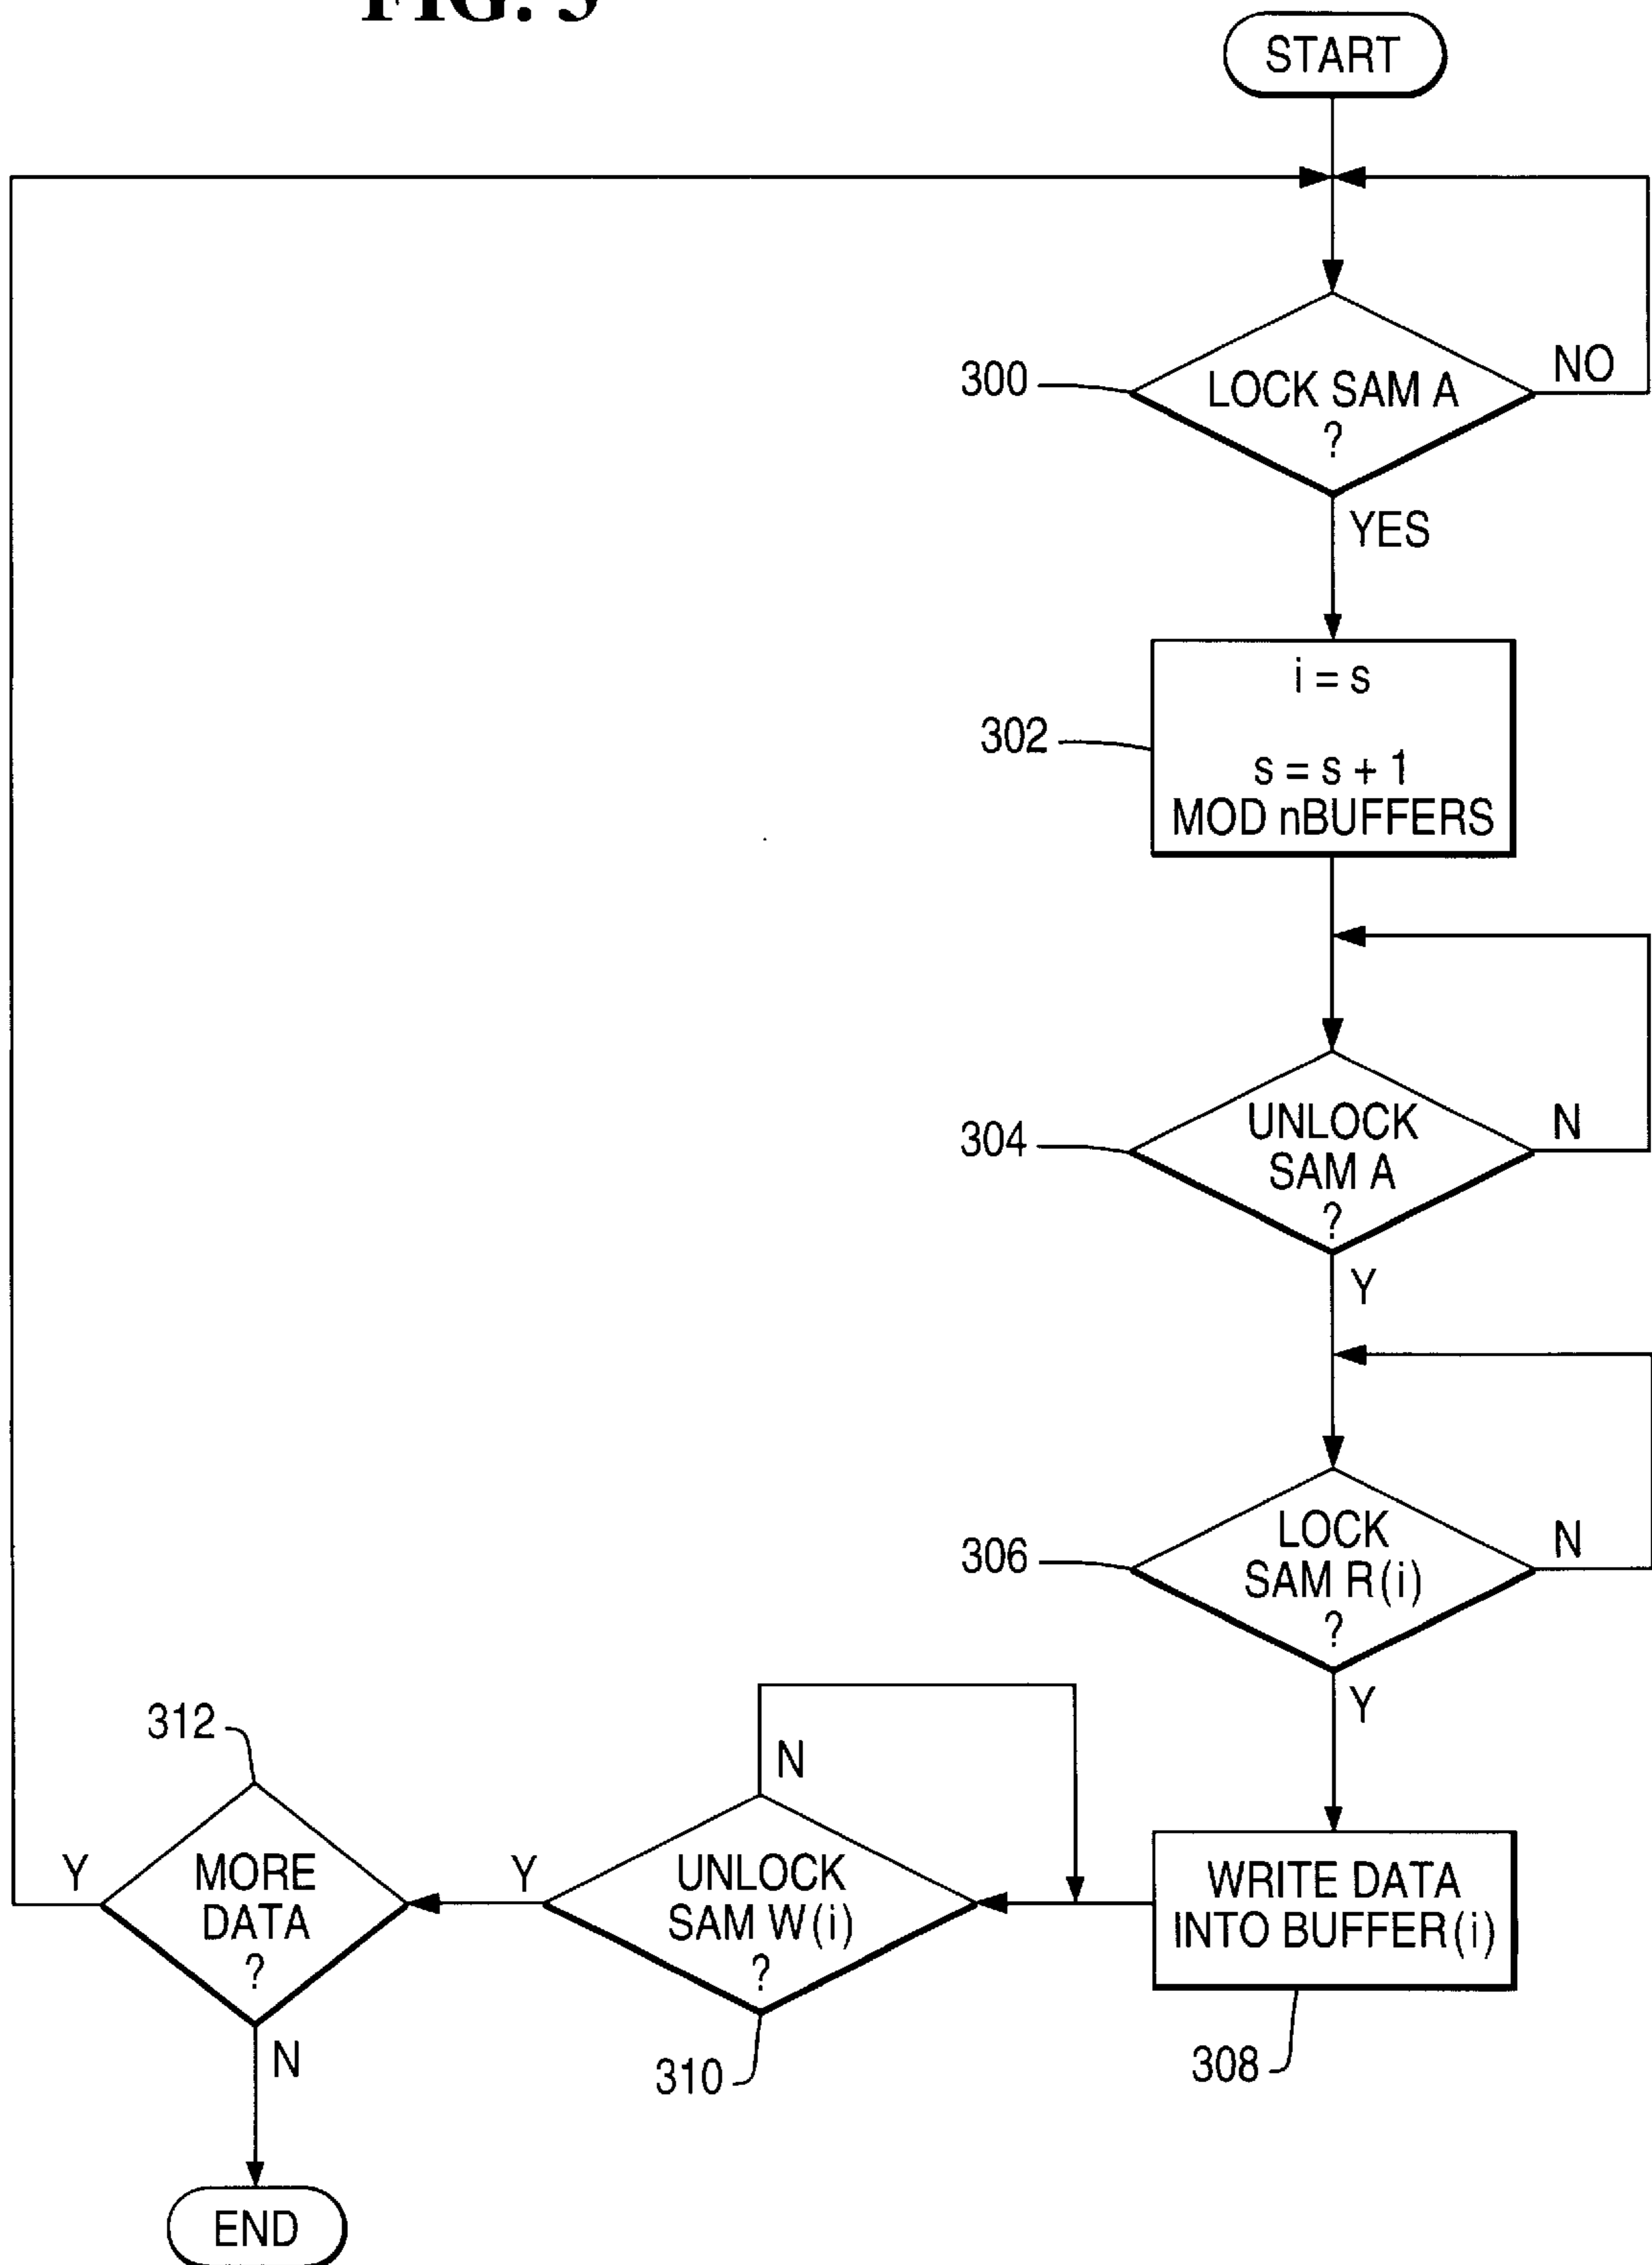 FIG. 3
START
300
LOCK SAM A
?
NO
YES
302
i = s
s = s + 1
MOD nBUFFERS
304
UNLOCK
SAM A
?
N
Y
306
LOCK
SAM R(i)
?
N
Y
308
WRITE DATA
INTO BUFFER(i)
310
UNLOCK
SAM W(i)
?
N
Y
312
MORE
DATA
?
Y
N
END